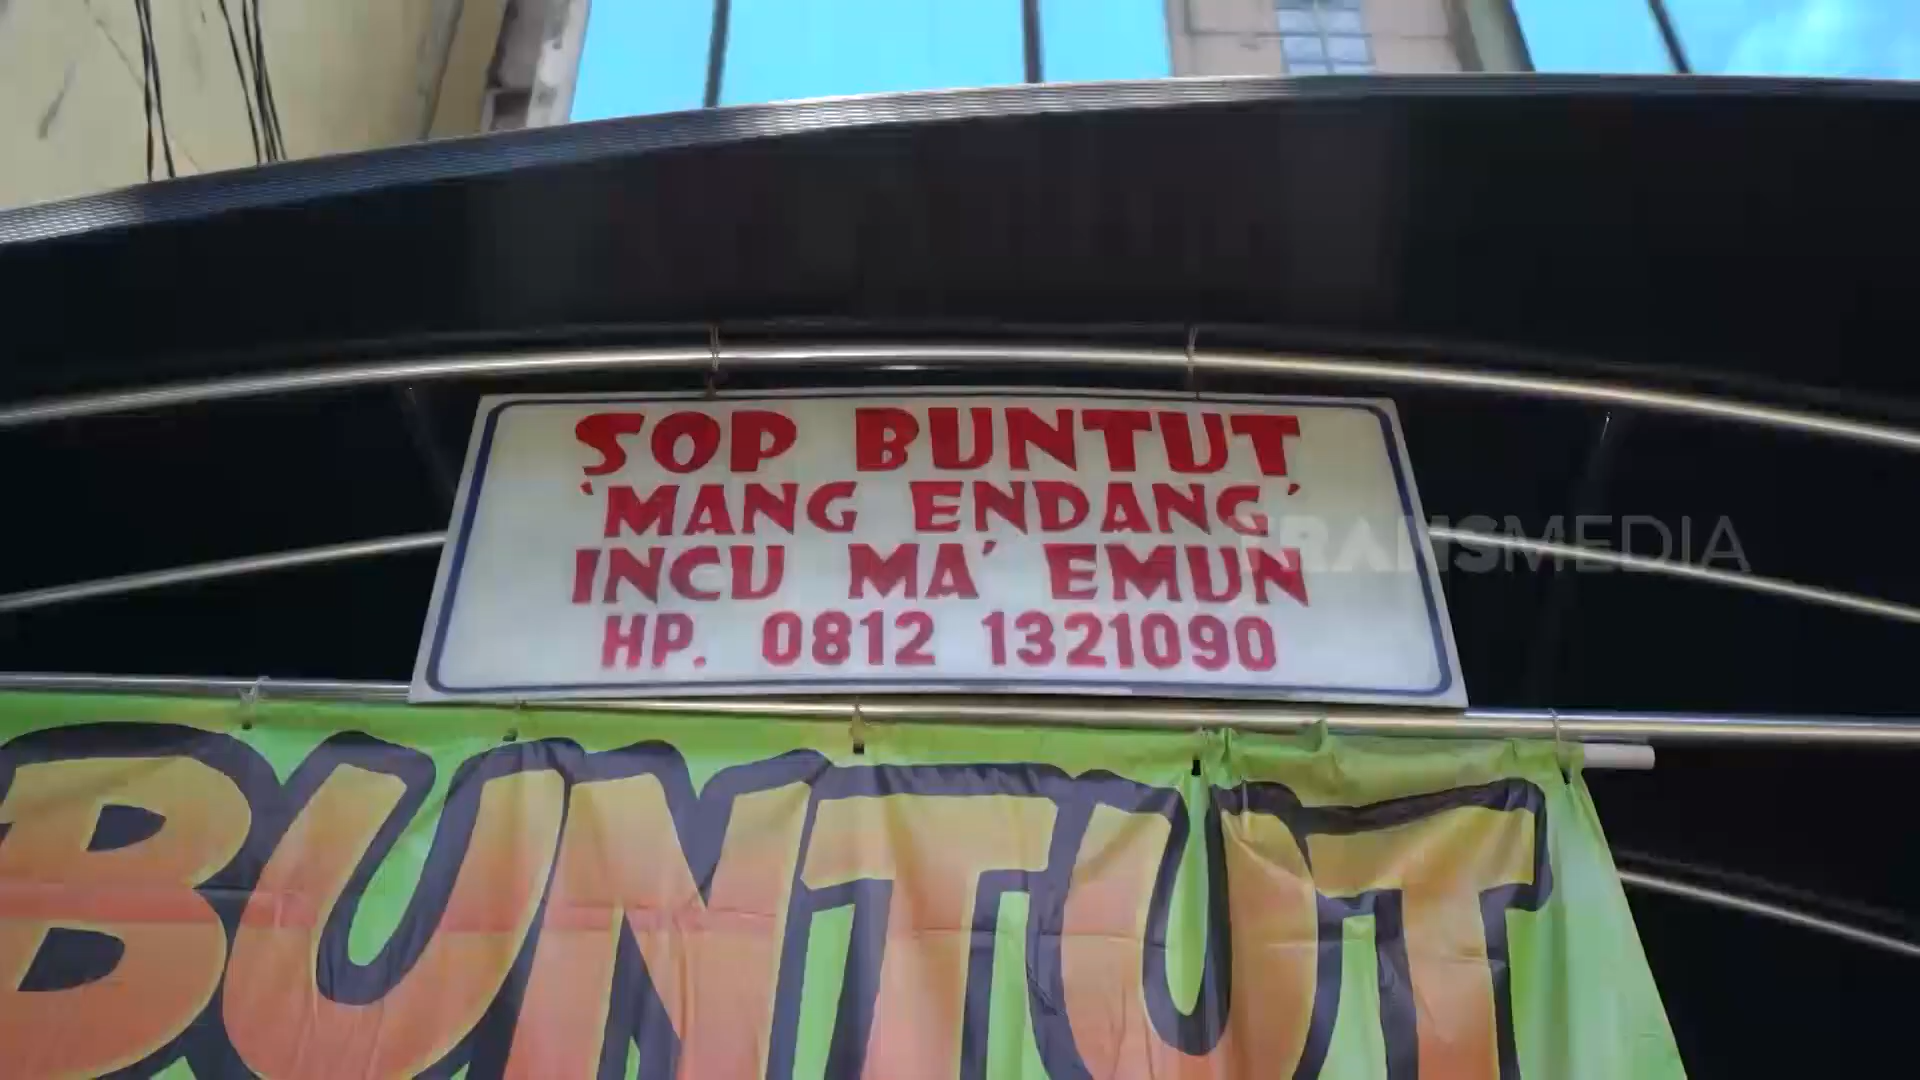 SOP BUNTUT
'MANG ENDANG'
INCU MA' EMUN
HP. 0812 1321090
TRANSMEDIA
BUNTUT